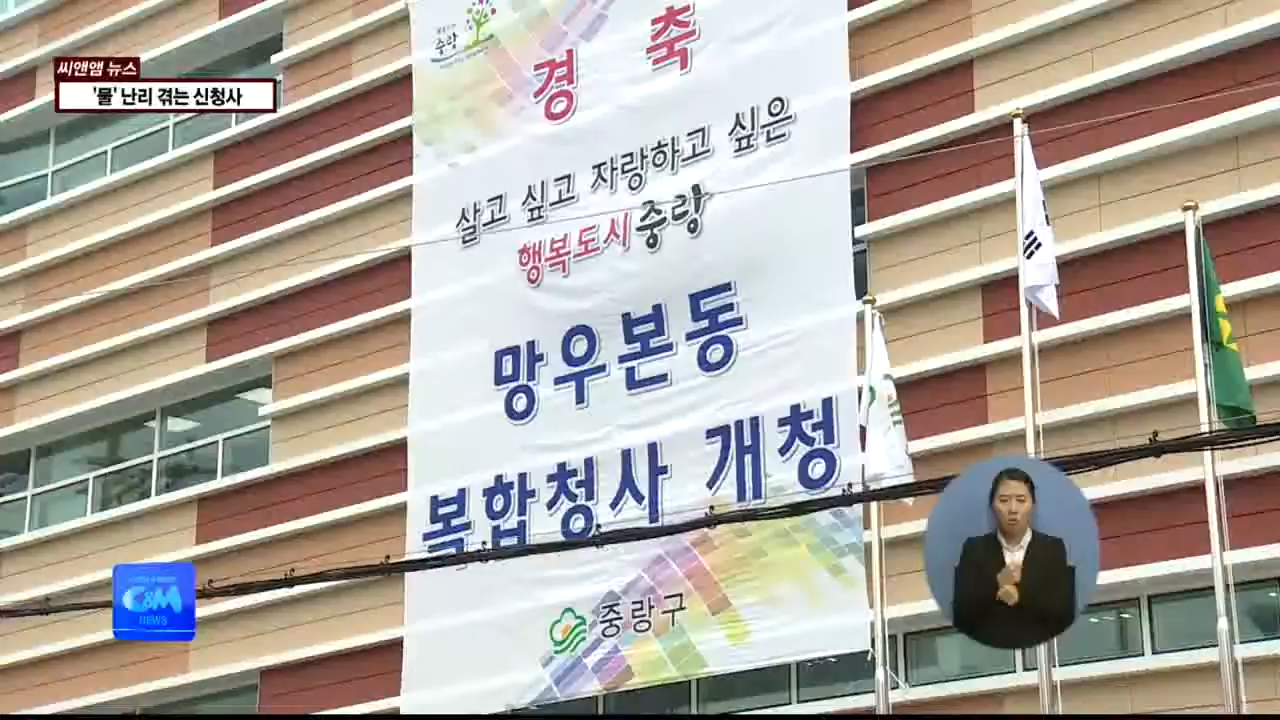 씨앤앰 뉴스
'물' 난리 겪는 신청사
중랑
경 축
살고 싶고 자랑하고 싶은
행복도시 중랑
망우본동
복합청사 개청
중랑구
C&M
NEWS